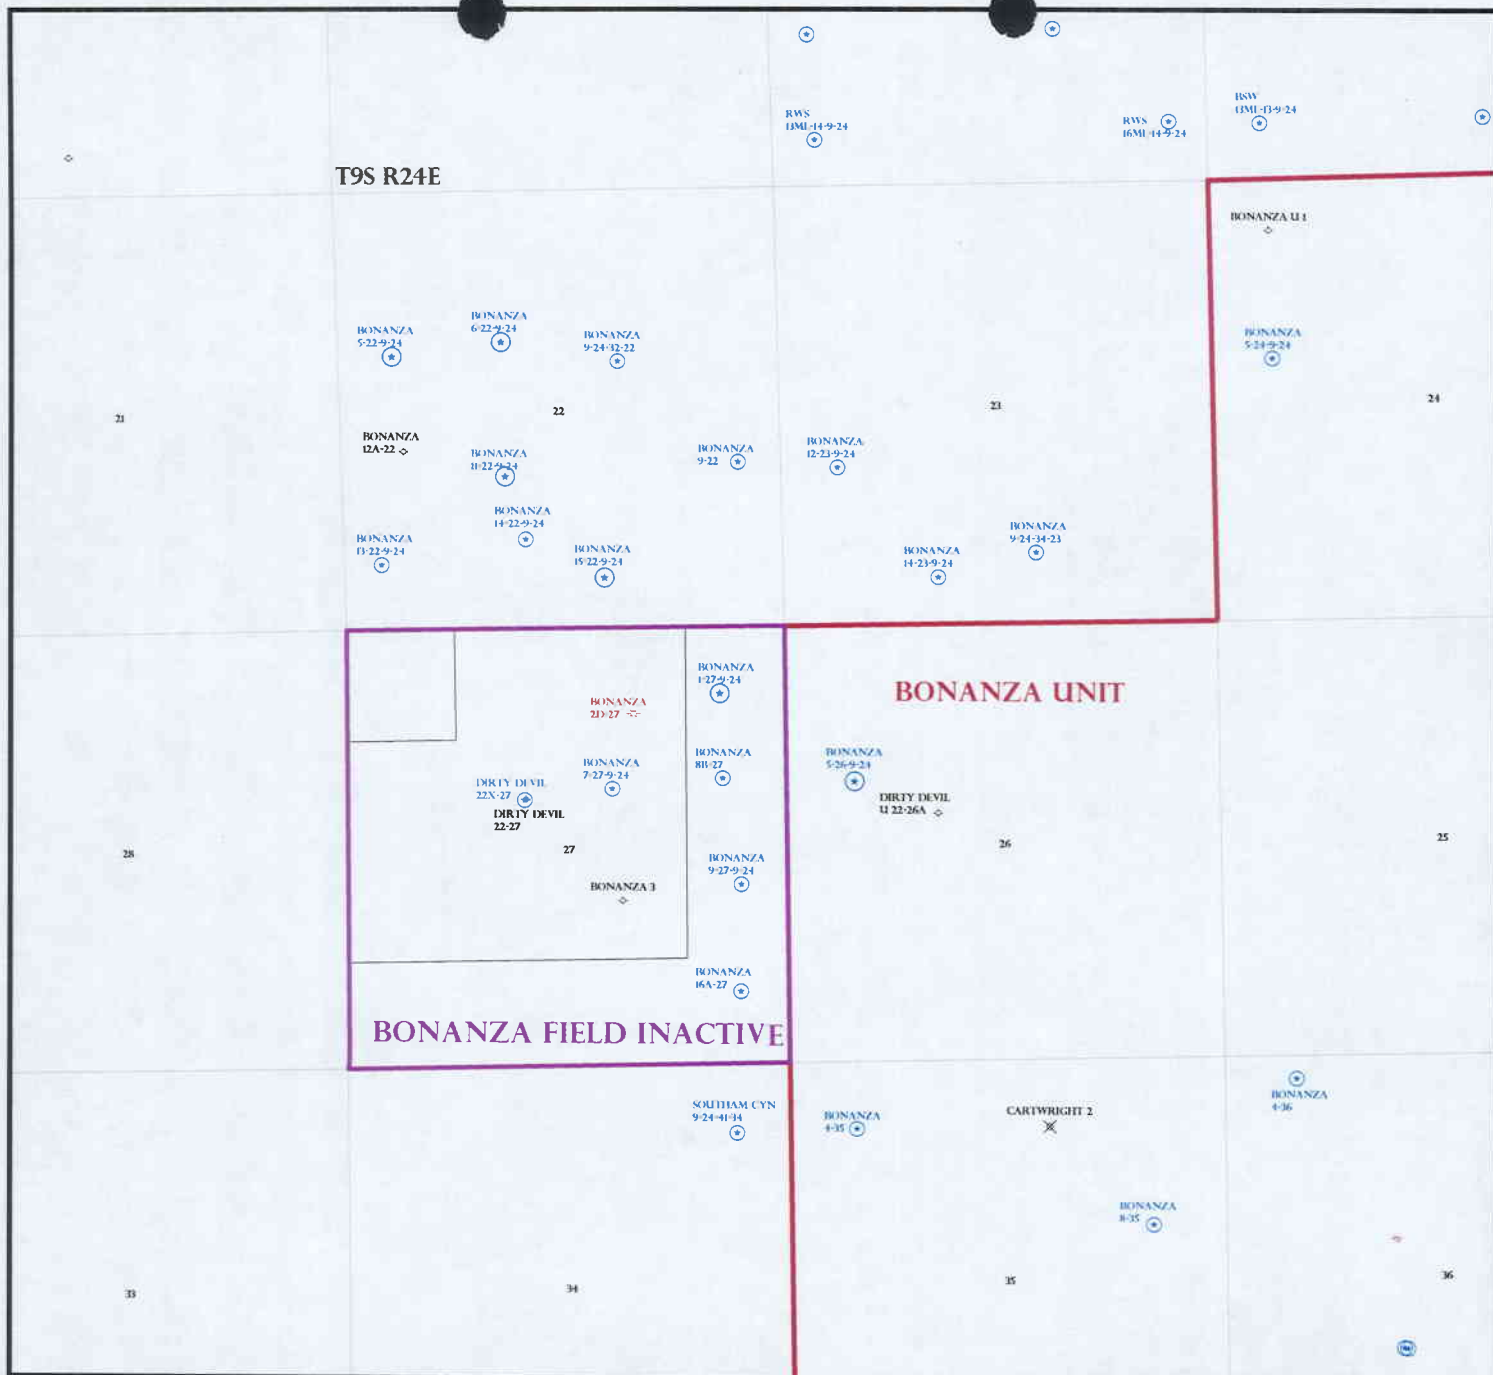 RWS
13ML-14-9-24
RWS
16ML-14-9-24
RSW
13ML-13-9-24
T9S R24E
BONANZA U 1
BONANZA
5-22-9-24
BONANZA
6-22-9-24
BONANZA
9-24-32-22
BONANZA
5-24-9-24
21
22
23
24
BONANZA
12A-22
BONANZA
11-22-9-24
BONANZA
9-22
BONANZA
12-23-9-24
BONANZA
14-22-9-24
BONANZA
13-22-9-24
BONANZA
15-22-9-24
BONANZA
14-23-9-24
BONANZA
9-24-34-23
BONANZA
1-27-9-24
BONANZA UNIT
BONANZA
2D-27
BONANZA
7-27-9-24
BONANZA
8B-27
BONANZA
5-26-9-24
DIRTY DEVIL
22X-27
DIRTY DEVIL
22-27
DIRTY DEVIL
U 22-26A
28
27
26
25
BONANZA
9-27-9-24
BONANZA 3
BONANZA
16A-27
BONANZA FIELD INACTIVE
SOUTHAM CYN
9-24-41-34
BONANZA
4-35
CARTWRIGHT 2
BONANZA
4-36
BONANZA
8-35
33
34
35
36